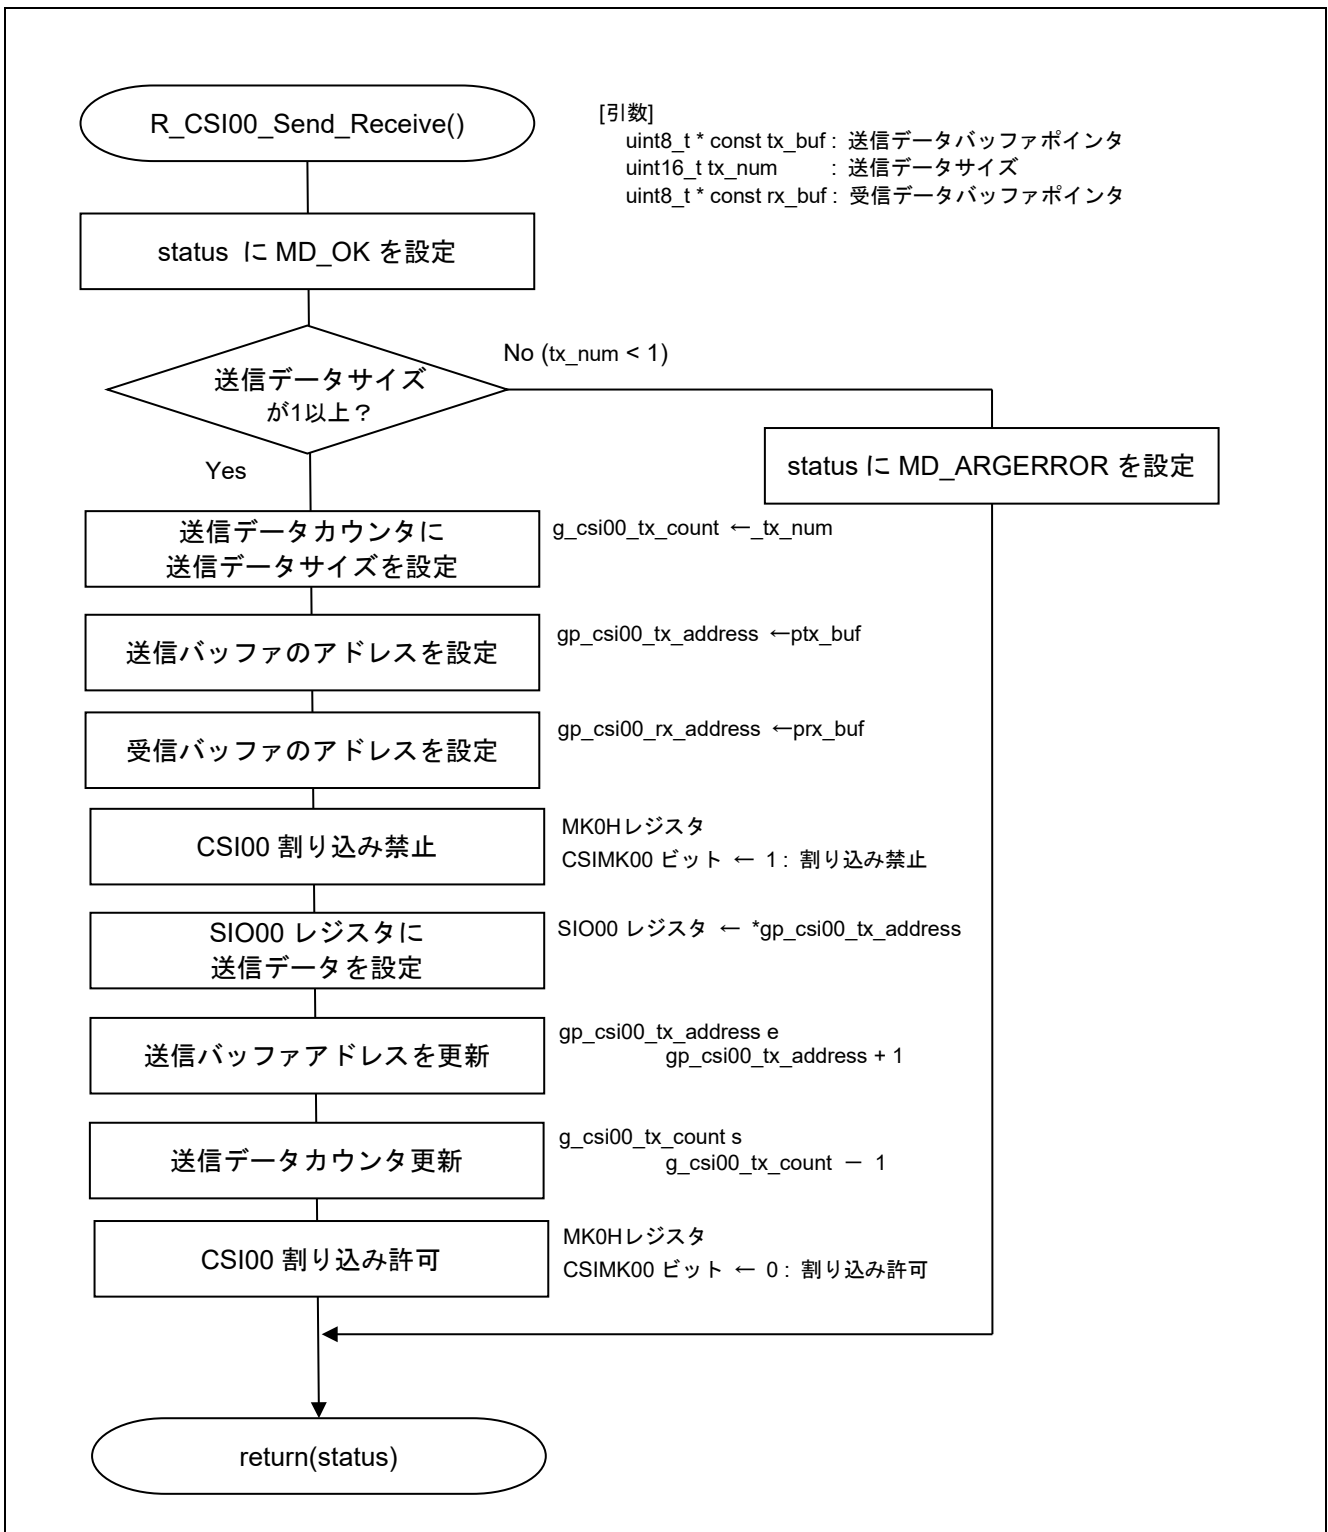 R_CSI00_Send_Receive()
[引数]
uint8_t * const tx_buf : 送信データバッファポインタ
uint16_t tx_num : 送信データサイズ
uint8_t * const rx_buf : 受信データバッファポインタ
status に MD_OK を設定
No (tx_num < 1)
送信データサイズ
が1以上？
Yes
status に MD_ARGERROR を設定
送信データカウンタに
送信データサイズを設定
g_csi00_tx_count ←_tx_num
送信バッファのアドレスを設定
gp_csi00_tx_address ←ptx_buf
受信バッファのアドレスを設定
gp_csi00_rx_address ←prx_buf
CSI00 割り込み禁止
MK0Hレジスタ
CSIMK00 ビット ← 1 : 割り込み禁止
SIO00 レジスタに
送信データを設定
SIO00 レジスタ ← *gp_csi00_tx_address
送信バッファアドレスを更新
gp_csi00_tx_address e
gp_csi00_tx_address + 1
送信データカウンタ更新
g_csi00_tx_count s
g_csi00_tx_count － 1
CSI00 割り込み許可
MK0Hレジスタ
CSIMK00 ビット ← 0 : 割り込み許可
return(status)